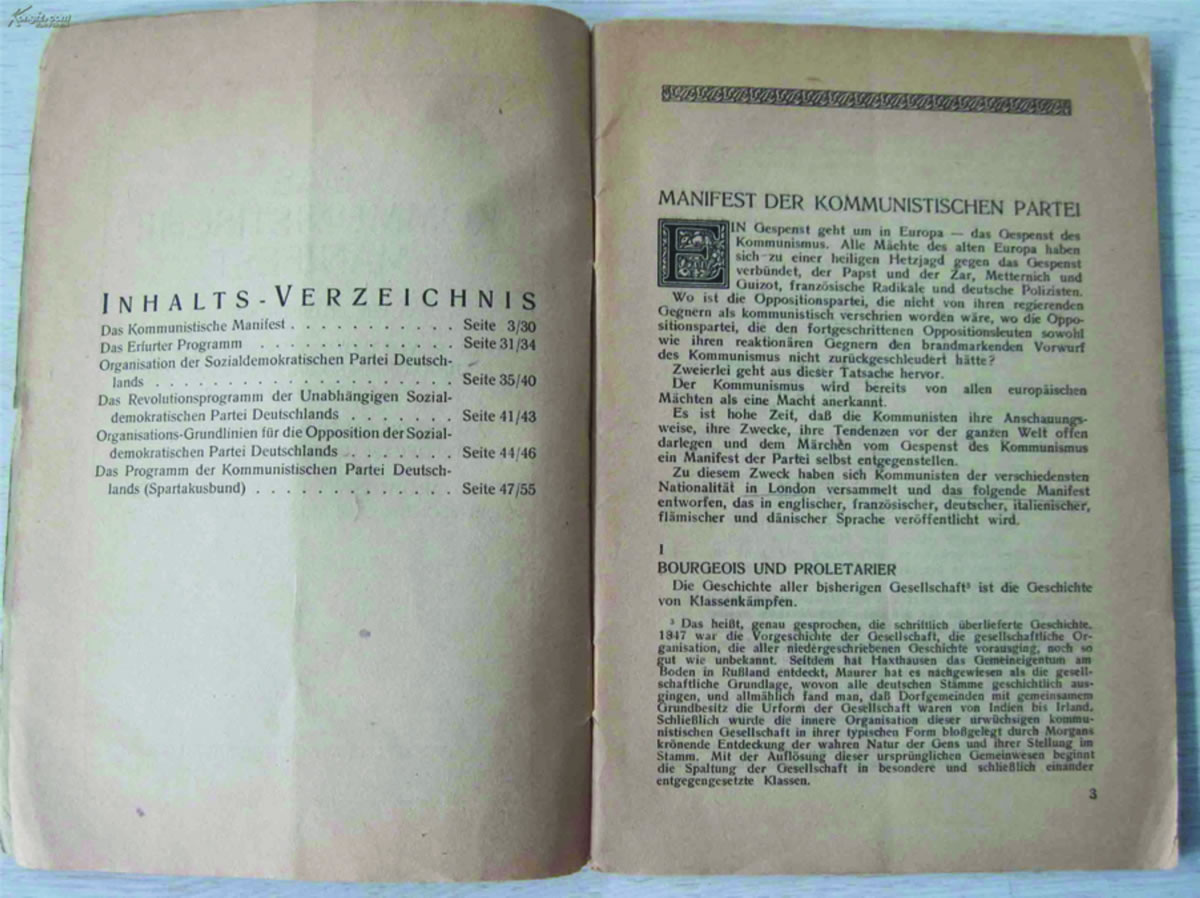 Kongfz.com
INHALTS-VERZEICHNIS
Das Kommunistische Manifest . . . . . . . . . . . . Seite 3/30
Das Erfurter Programm . . . . . . . . . . . . . Seite 31/34
Organisation der Sozialdemokratischen Partei Deutsch-
lands . . . . . . . . . . . . . . . . . . . . Seite 35/40
Das Revolutionsprogramm der Unabhängigen Sozial-
demokratischen Partei Deutschlands . . . . . . . Seite 41/43
Organisations-Grundlinien für die Opposition der Sozial-
demokratischen Partei Deutschlands . . . . . . . Seite 44/46
Das Programm der Kommunistischen Partei Deutsch-
lands (Spartakusbund) . . . . . . . . . . . . . Seite 47/55
MANIFEST DER KOMMUNISTISCHEN PARTEI
EIN Gespenst geht um in Europa — das Gespenst des
Kommunismus. Alle Mächte des alten Europa haben
sich zu einer heiligen Hetzjagd gegen das Gespenst
verbündet, der Papst und der Zar, Metternich und
Guizot, französische Radikale und deutsche Polizisten.
Wo ist die Oppositionspartei, die nicht von ihren regierenden
Gegnern als kommunistisch verschrien worden wäre, wo die Oppo-
sitionspartei, die den fortgeschrittenen Oppositionsleuten sowohl
wie ihren reaktionären Gegnern den brandmarkenden Vorwurf
des Kommunismus nicht zurückgeschleudert hätte?
Zweierlei geht aus dieser Tatsache hervor.
Der Kommunismus wird bereits von allen europäischen
Mächten als eine Macht anerkannt.
Es ist hohe Zeit, daß die Kommunisten ihre Anschauungs-
weise, ihre Zwecke, ihre Tendenzen vor der ganzen Welt offen
darlegen und dem Märchen vom Gespenst des Kommunismus
ein Manifest der Partei selbst entgegenstellen.
Zu diesem Zweck haben sich Kommunisten der verschiedensten
Nationalität in London versammelt und das folgende Manifest
entworfen, das in englischer, französischer, deutscher, italienischer,
flämischer und dänischer Sprache veröffentlicht wird.
I
BOURGEOIS UND PROLETARIER
Die Geschichte aller bisherigen Gesellschaft³ ist die Geschichte
von Klassenkämpfen.
³ Das heißt, genau gesprochen, die schriftlich überlieferte Geschichte.
1847 war die Vorgeschichte der Gesellschaft, die gesellschaftliche Or-
ganisation, die aller niedergeschriebenen Geschichte vorausging, noch so
gut wie unbekannt. Seitdem hat Haxthausen das Gemeineigentum am
Boden in Rußland entdeckt, Maurer hat es nachgewiesen als die gesell-
schaftliche Grundlage, wovon alle deutschen Stämme geschichtlich aus-
gingen, und allmählich fand man, daß Dorfgemeinden mit gemeinsamem
Grundbesitz die Urform der Gesellschaft waren von Indien bis Irland.
Schließlich wurde die innere Organisation dieser urwüchsigen kommu-
nistischen Gesellschaft in ihrer typischen Form bloßgelegt durch Morgans
krönende Entdeckung der wahren Natur der Gens und ihrer Stellung im
Stamm. Mit der Auflösung dieser ursprünglichen Gemeinwesen beginnt
die Spaltung der Gesellschaft in besondere und schließlich einander
entgegengesetzte Klassen.
3